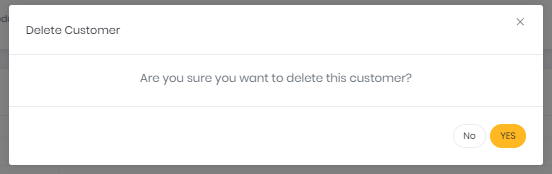 Delete Customer
Are you sure you want to delete this customer?
No
YES